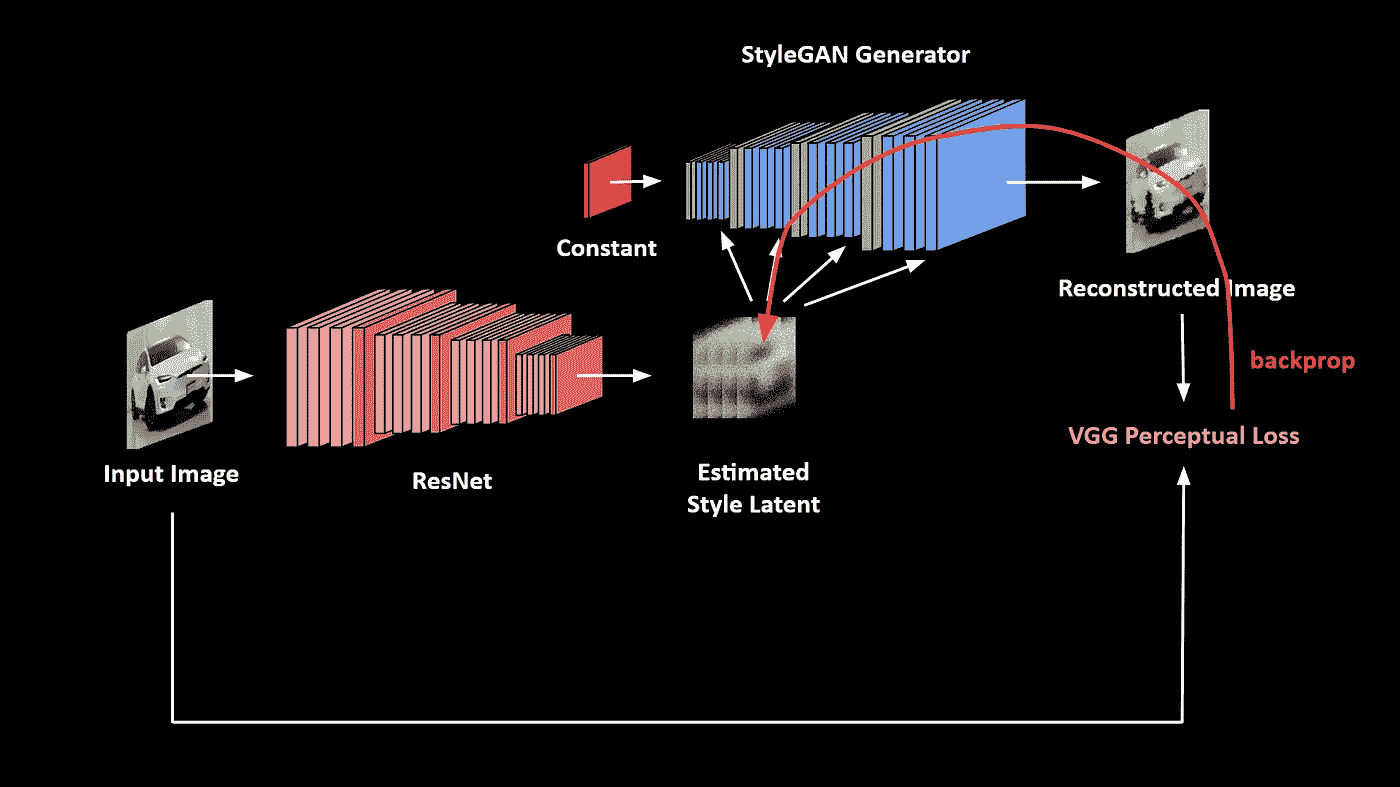 StyleGAN Generator
Constant
Reconstructed Image
backprop
VGG Perceptual Loss
Input Image
ResNet
Estimated
Style Latent